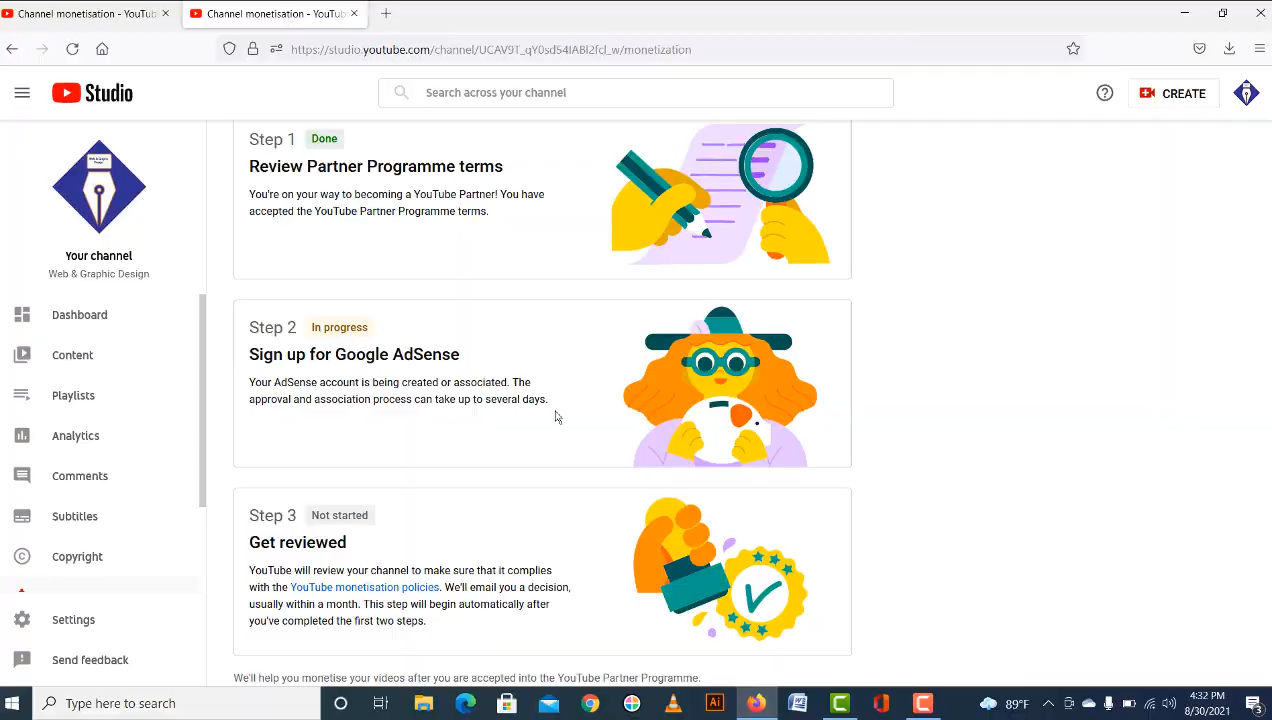 Channel monetisation - YouTub
Channel monetisation - YouTub
https://studio.youtube.com/channel/UCAV9T_qY0sd54IABl2fcl_w/monetization
Studio
Search across your channel
CREATE
Web & Graphic Design
Your channel
Web & Graphic Design
Dashboard
Content
Playlists
Analytics
Comments
Subtitles
Copyright
Settings
Send feedback
Step 1 Done
Review Partner Programme terms
You're on your way to becoming a YouTube Partner! You have
accepted the YouTube Partner Programme terms.
Step 2 In progress
Sign up for Google AdSense
Your AdSense account is being created or associated. The
approval and association process can take up to several days.
Step 3 Not started
Get reviewed
YouTube will review your channel to make sure that it complies
with the YouTube monetisation policies. We'll email you a decision,
usually within a month. This step will begin automatically after
you've completed the first two steps.
We'll help you monetise your videos after you are accepted into the YouTube Partner Programme.
Type here to search
Ai
89°F
4:32 PM
8/30/2021
3